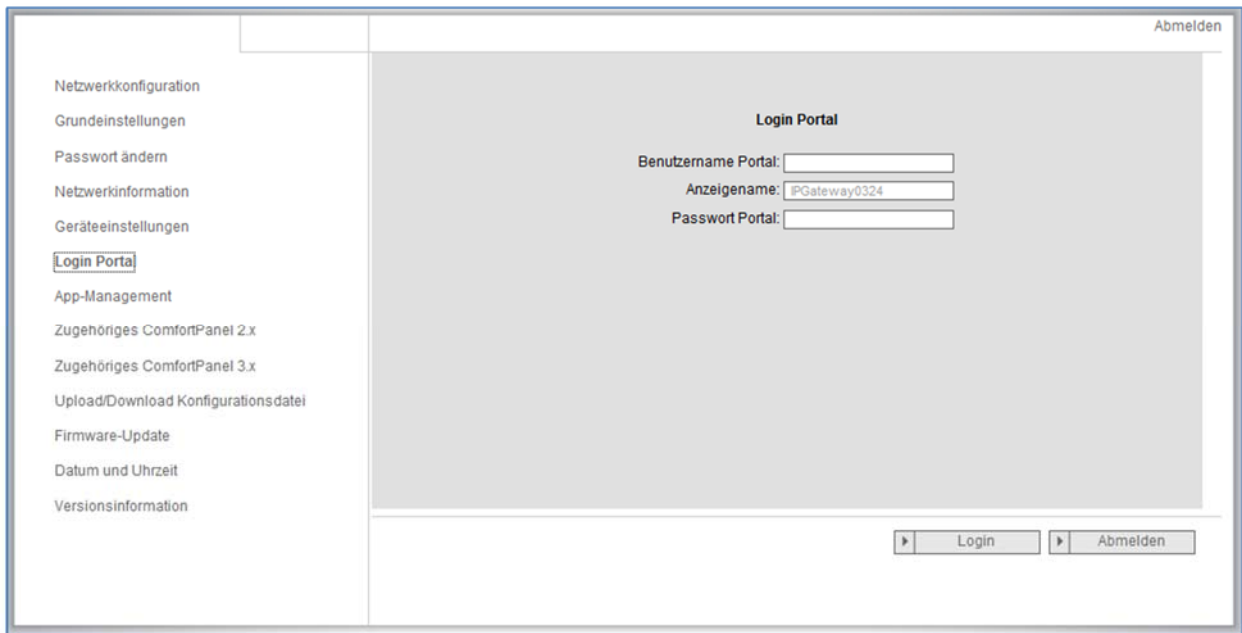 Abmelden
Netzwerkkonfiguration
Grundeinstellungen
Passwort ändern
Netzwerkinformation
Geräteeinstellungen
Login Portal
App-Management
Zugehöriges ComfortPanel 2.x
Zugehöriges ComfortPanel 3.x
Upload/Download Konfigurationsdatei
Firmware-Update
Datum und Uhrzeit
Versionsinformation
Login Portal
Benutzername Portal:
Anzeigename: IPGateway0324
Passwort Portal:
Login
Abmelden